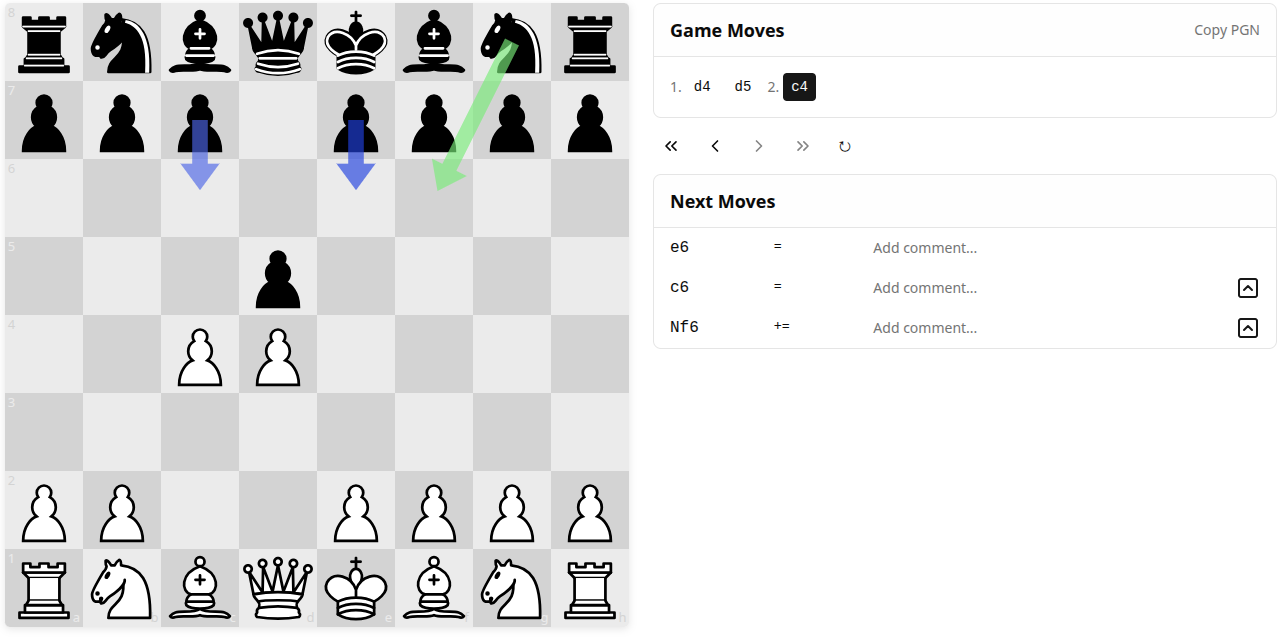 8
7
6
5
4
3
2
1
a b c d e f g h
Game Moves
Copy PGN
1. d4 d5 2. c4
Next Moves
e6 = Add comment...
c6 = Add comment...
Nf6 += Add comment...